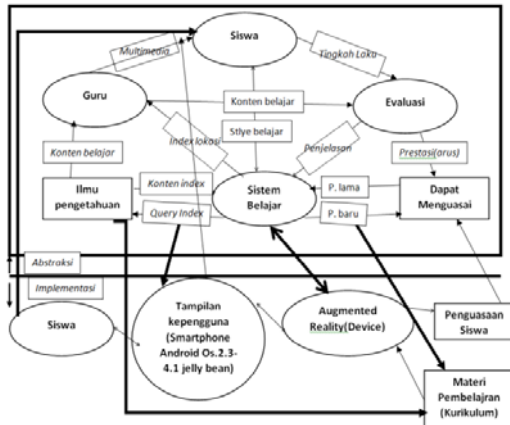 Siswa
Multimedia
Tingkah Laku
Guru
Konten belajar
Evaluasi
Stlye belajar
Index lokasi
Penjelasan
Konten belajar
Prestasi(arus)
Ilmu
pengetahuan
Konten index
Sistem
Belajar
P. lama
Dapat
Menguasai
Query Index
P. baru
Abstraksi
Implementasi
Siswa
Tampilan
kepengguna
(Smartphone
Android Os.2.3-
4.1 jelly bean)
Augmented
Reality(Device)
Penguasaan
Siswa
Materi
Pembelajran
(Kurikulum)